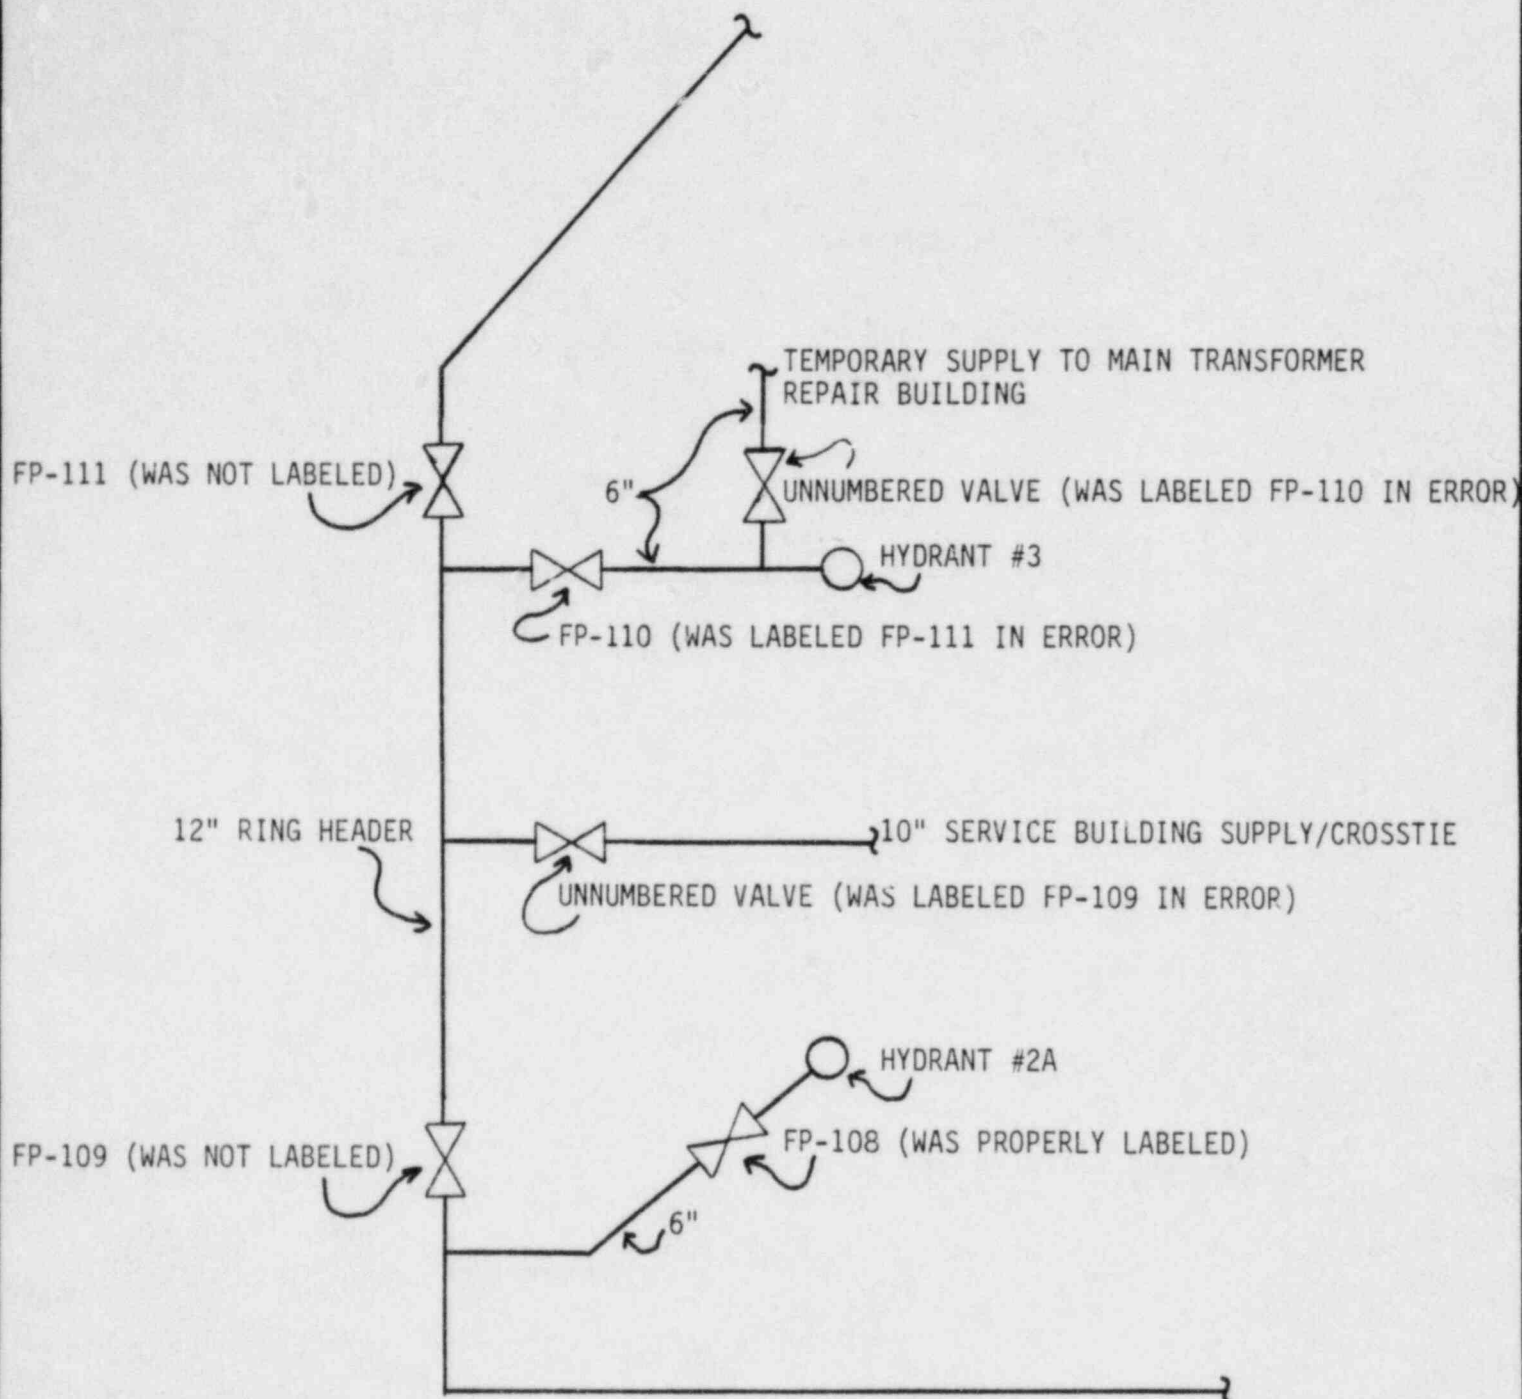 TEMPORARY SUPPLY TO MAIN TRANSFORMER
REPAIR BUILDING
FP-111 (WAS NOT LABELED)
6"
UNNUMBERED VALVE (WAS LABELED FP-110 IN ERROR)
HYDRANT #3
FP-110 (WAS LABELED FP-111 IN ERROR)
12" RING HEADER
10" SERVICE BUILDING SUPPLY/CROSSTIE
UNNUMBERED VALVE (WAS LABELED FP-109 IN ERROR)
HYDRANT #2A
FP-108 (WAS PROPERLY LABELED)
FP-109 (WAS NOT LABELED)
6"